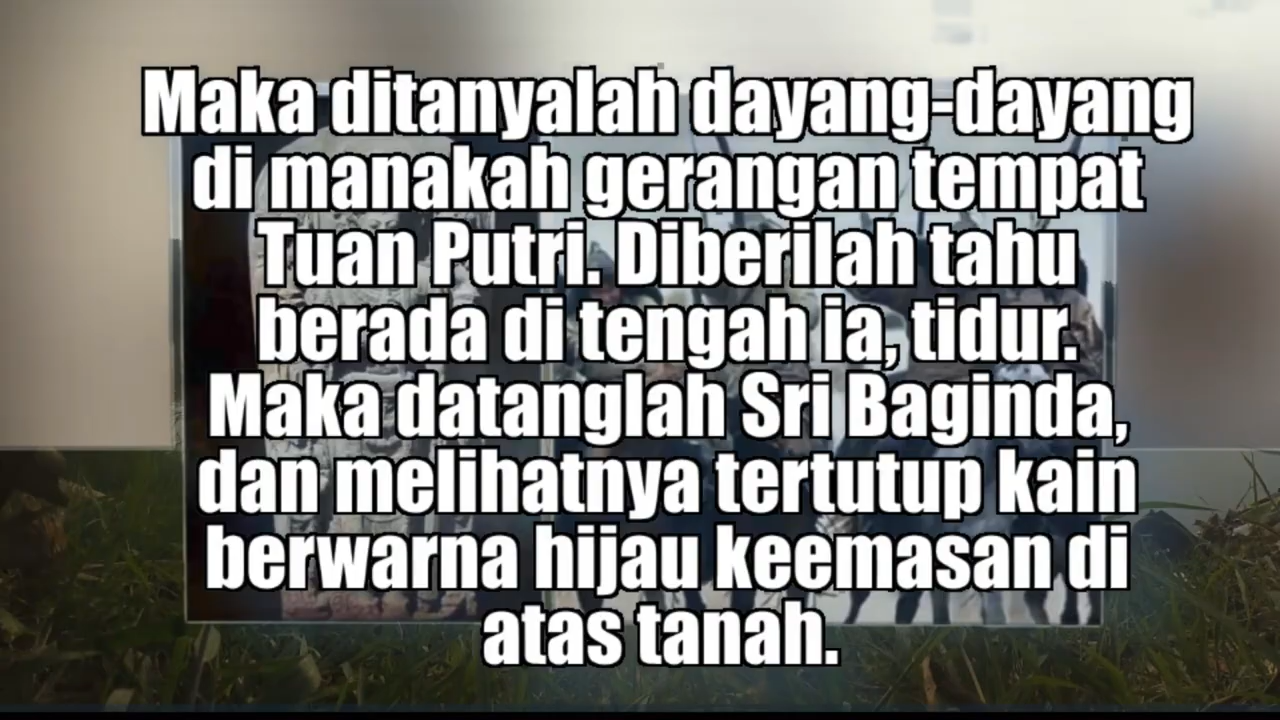 Maka ditanyalah dayang-dayang
di manakah gerangan tempat
Tuan Putri. Diberilah tahu
berada di tengah ia, tidur.
Maka datanglah Sri Baginda,
dan melihatnya tertutup kain
berwarna hijau keemasan di
atas tanah.